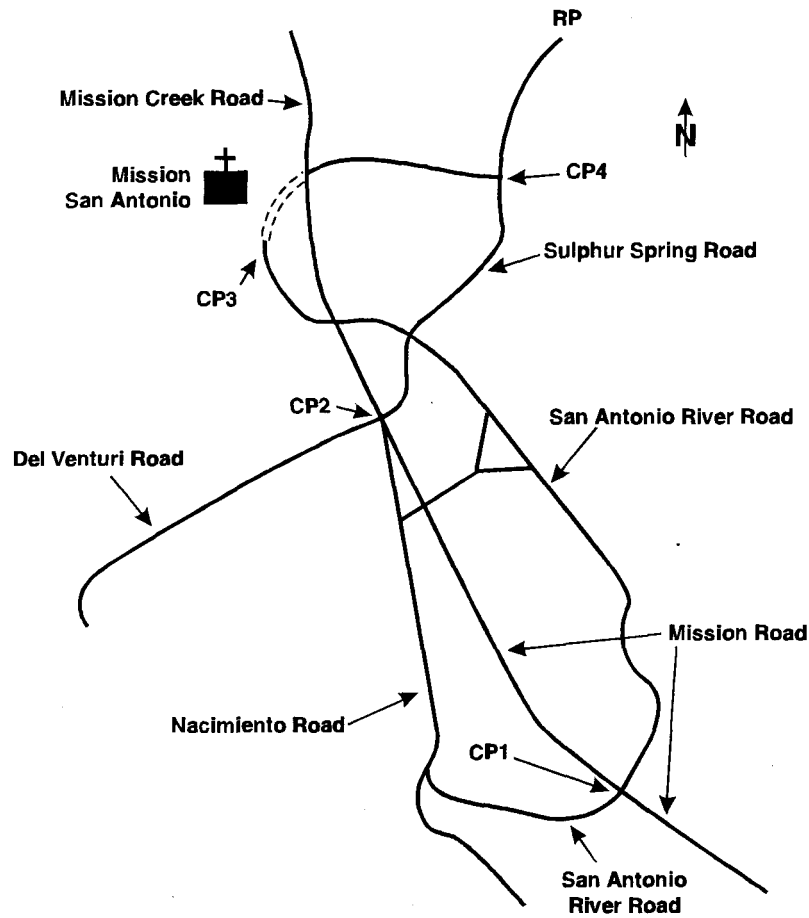 RP
Mission Creek Road
N
Mission
San Antonio
CP4
Sulphur Spring Road
CP3
CP2
San Antonio River Road
Del Venturi Road
Mission Road
Nacimiento Road
CP1
San Antonio
River Road